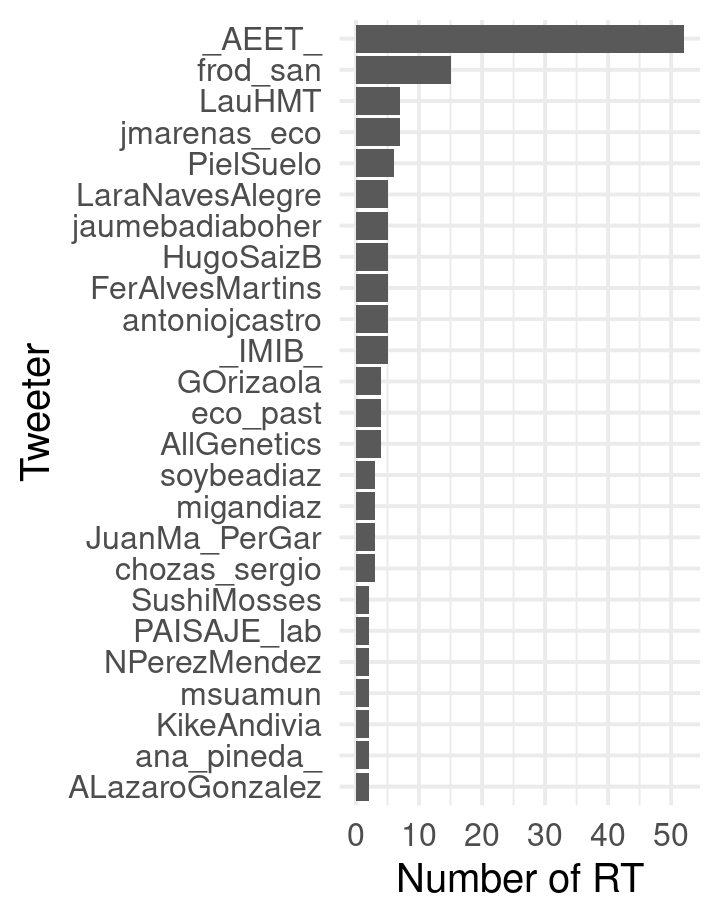 _AEET_
frod_san
LauHMT
jmarenas_eco
PielSuelo
LaraNavesAlegre
jaumebadiaboher
HugoSaizB
FerAlvesMartins
antoniojcastro
_IMIB_
GOrizaola
eco_past
AllGenetics
soybeadiaz
migandiaz
JuanMa_PerGar
chozas_sergio
SushiMosses
PAISAJE_lab
NPerezMendez
msuamun
KikeAndivia
ana_pineda_
ALazaroGonzalez
Tweeter
0 10 20 30 40 50
Number of RT